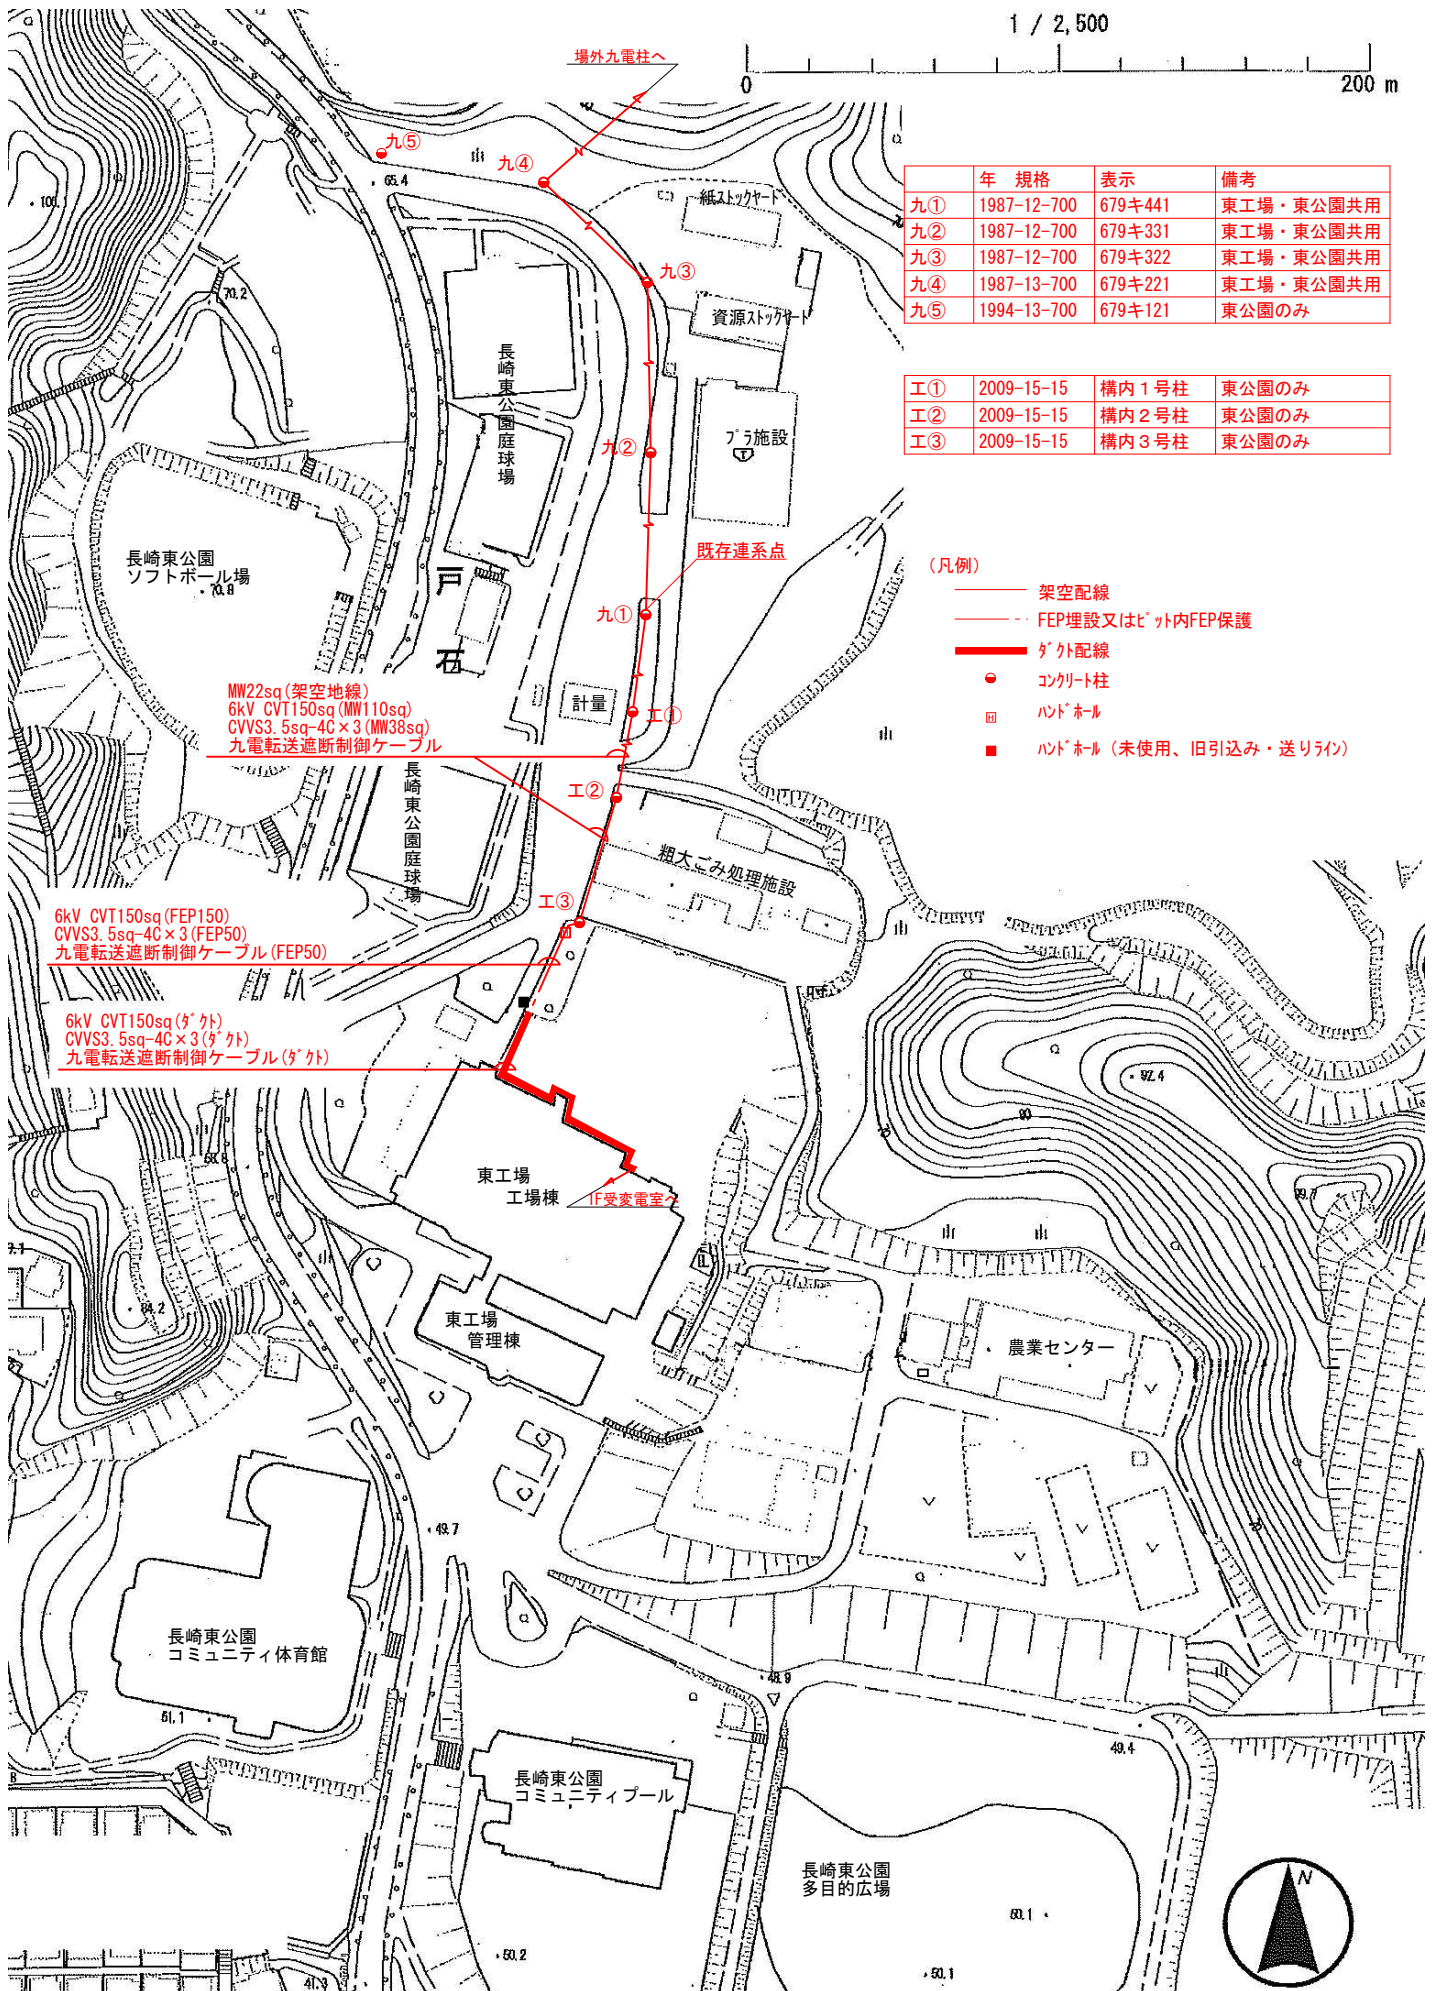 1 / 2,500
0
200 m
場外九電柱へ
九⑤
九④
65.4
紙ストックヤード
九③
資源ストックヤード
70.2
長崎東公園庭球場
九②
プラ施設
既存連系点
長崎東公園
ソフトボール場
70.8
戸石
九①
年 規格 表示 備考
九① 1987-12-700 679キ441 東工場・東公園共用
九② 1987-12-700 679キ331 東工場・東公園共用
九③ 1987-12-700 679キ322 東工場・東公園共用
九④ 1987-13-700 679キ221 東工場・東公園共用
九⑤ 1994-13-700 679キ121 東公園のみ
工① 2009-15-15 構内1号柱 東公園のみ
工② 2009-15-15 構内2号柱 東公園のみ
工③ 2009-15-15 構内3号柱 東公園のみ
(凡例)
架空配線
FEP埋設又はピット内FEP保護
ダクト配線
コンクリート柱
H ハンドホール
ハンドホール(未使用、旧引込み・送りライン)
MW22sq(架空地線)
6kV CVT150sq(MW110sq)
CVVS3.5sq-4C×3(MW38sq)
九電転送遮断制御ケーブル
計量
工①
長崎東公園庭球場
工②
粗大ごみ処理施設
工③
6kV CVT150sq(FEP150)
CVVS3.5sq-4C×3(FEP50)
九電転送遮断制御ケーブル(FEP50)
6kV CVT150sq(ダクト)
CVVS3.5sq-4C×3(ダクト)
九電転送遮断制御ケーブル(ダクト)
92.4
90
東工場
工場棟
1F受変電室へ
東工場
管理棟
農業センター
49.7
長崎東公園
コミュニティ体育館
51.1
48.9
49.4
長崎東公園
コミュニティプール
長崎東公園
多目的広場
50.1
50.2
50.1
41.3
N